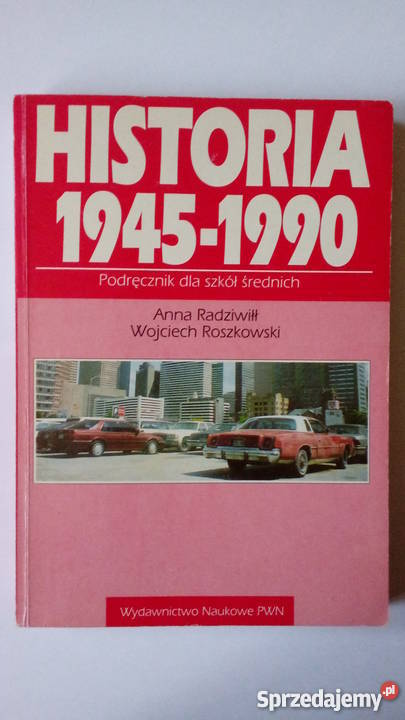 HISTORIA
1945-1990
Podręcznik dla szkół średnich
Anna Radziwiłł
Wojciech Roszkowski
Wydawnictwo Naukowe PWN
Sprzedajemy.pl